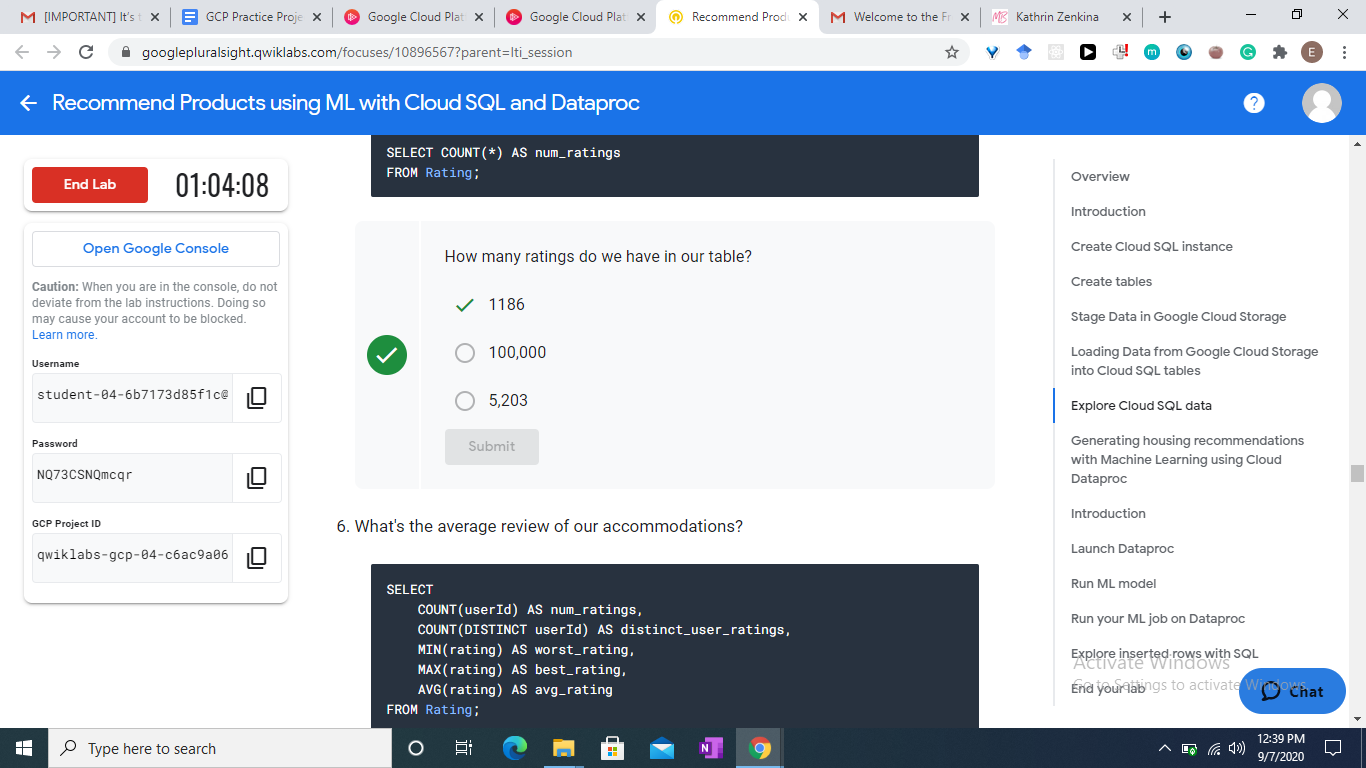 [IMPORTANT] It's t
GCP Practice Proje
Google Cloud Plat
Google Cloud Plat
Recommend Produ
Welcome to the Fr
Kathrin Zenkina
googlepluralsight.qwiklabs.com/focuses/10896567?parent=lti_session
Recommend Products using ML with Cloud SQL and Dataproc
End Lab
01:04:08
Open Google Console
Caution: When you are in the console, do not
deviate from the lab instructions. Doing so
may cause your account to be blocked.
Learn more.
Username
student-04-6b7173d85f1c@
Password
NQ73CSNQmcqr
GCP Project ID
qwiklabs-gcp-04-c6ac9a06
SELECT COUNT(*) AS num_ratings
FROM Rating;
How many ratings do we have in our table?
1186
100,000
5,203
Submit
6. What's the average review of our accommodations?
SELECT
COUNT(userId) AS num_ratings,
COUNT(DISTINCT userId) AS distinct_user_ratings,
MIN(rating) AS worst_rating,
MAX(rating) AS best_rating,
AVG(rating) AS avg_rating
FROM Rating;
Overview
Introduction
Create Cloud SQL instance
Create tables
Stage Data in Google Cloud Storage
Loading Data from Google Cloud Storage
into Cloud SQL tables
Explore Cloud SQL data
Generating housing recommendations
with Machine Learning using Cloud
Dataproc
Introduction
Launch Dataproc
Run ML model
Run your ML job on Dataproc
Explore inserted rows with SQL
End your lab
Activate Windows
Go to Settings to activate Windows.
Chat
Type here to search
12:39 PM
9/7/2020